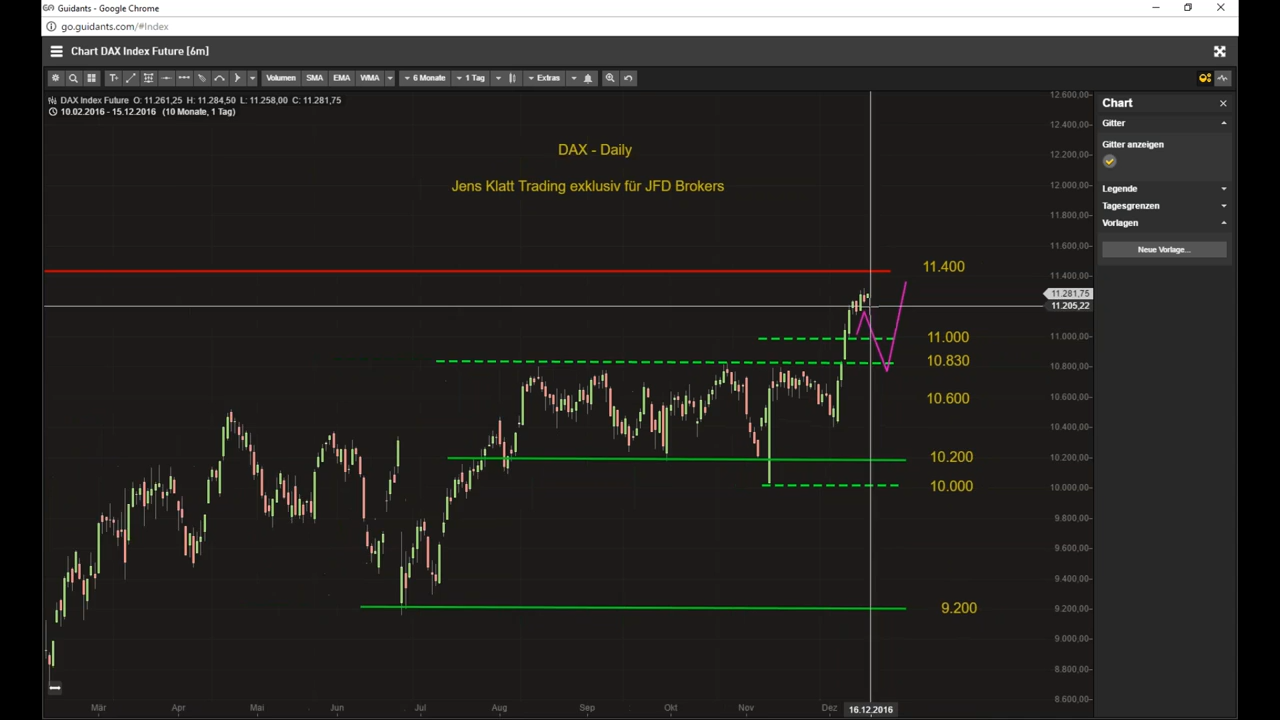 Guidants - Google Chrome
go.guidants.com/#Index
Chart DAX Index Future [6m]
T+ Volumen SMA EMA WMA 6 Monate 1 Tag Extras
DAX Index Future O: 11.261,25 H: 11.284,50 L: 11.258,00 C: 11.281,75
10.02.2016 - 15.12.2016 (10 Monate, 1 Tag)
DAX - Daily
Jens Klatt Trading exklusiv für JFD Brokers
11.400
11.000
10.830
10.600
10.200
10.000
9.200
12.600,00
12.400,00
12.200,00
12.000,00
11.800,00
11.600,00
11.400,00
11.281,75
11.205,22
11.000,00
10.800,00
10.600,00
10.400,00
10.200,00
10.000,00
9.800,00
9.600,00
9.400,00
9.200,00
9.000,00
8.800,00
8.600,00
Mär Apr Mai Jun Jul Aug Sep Okt Nov Dez 16.12.2016
Chart
Gitter
Gitter anzeigen
Legende
Tagesgrenzen
Vorlagen
Neue Vorlage...